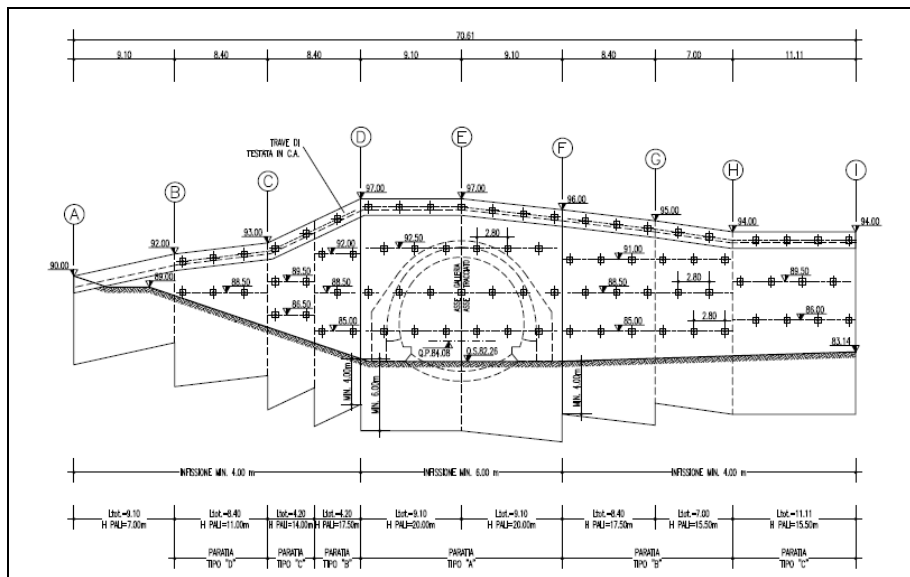 70.61
9.10 8.40 8.40 9.10 9.10 8.40 7.00 11.11
TRAVE DI
TESTATA IN C.A.
A B C D E F G H I
90.00 92.00 93.00 97.00 97.00 96.00 95.00 94.00 94.00
92.00 92.50 2.80 91.00
89.00 88.50 89.50 88.50 88.50 2.80 89.50
86.50 85.00 85.00 2.80 86.00
ASSE GALLERIA
ASSE TRACCIATO
Q.P.84.08 Q.S.82.26 83.14
MIN. 4.00m MIN. 6.00m MIN. 4.00m
INFISSIONE MIN. 4.00 m INFISSIONE MIN. 6.00 m INFISSIONE MIN. 4.00 m
Ltot.=9.10 Ltot.=8.40 Ltot.=4.20 Ltot.=4.20 Ltot.=9.10 Ltot.=9.10 Ltot.=8.40 Ltot.=7.00 Ltot.=11.11
H PALI=7.00m H PALI=11.00m H PALI=14.00m H PALI=17.50m H PALI=20.00m H PALI=20.00m H PALI=17.50m H PALI=15.50m H PALI=15.50m
PARATIA PARATIA PARATIA PARATIA PARATIA PARATIA
TIPO "D" TIPO "C" TIPO "B" TIPO "A" TIPO "B" TIPO "C"